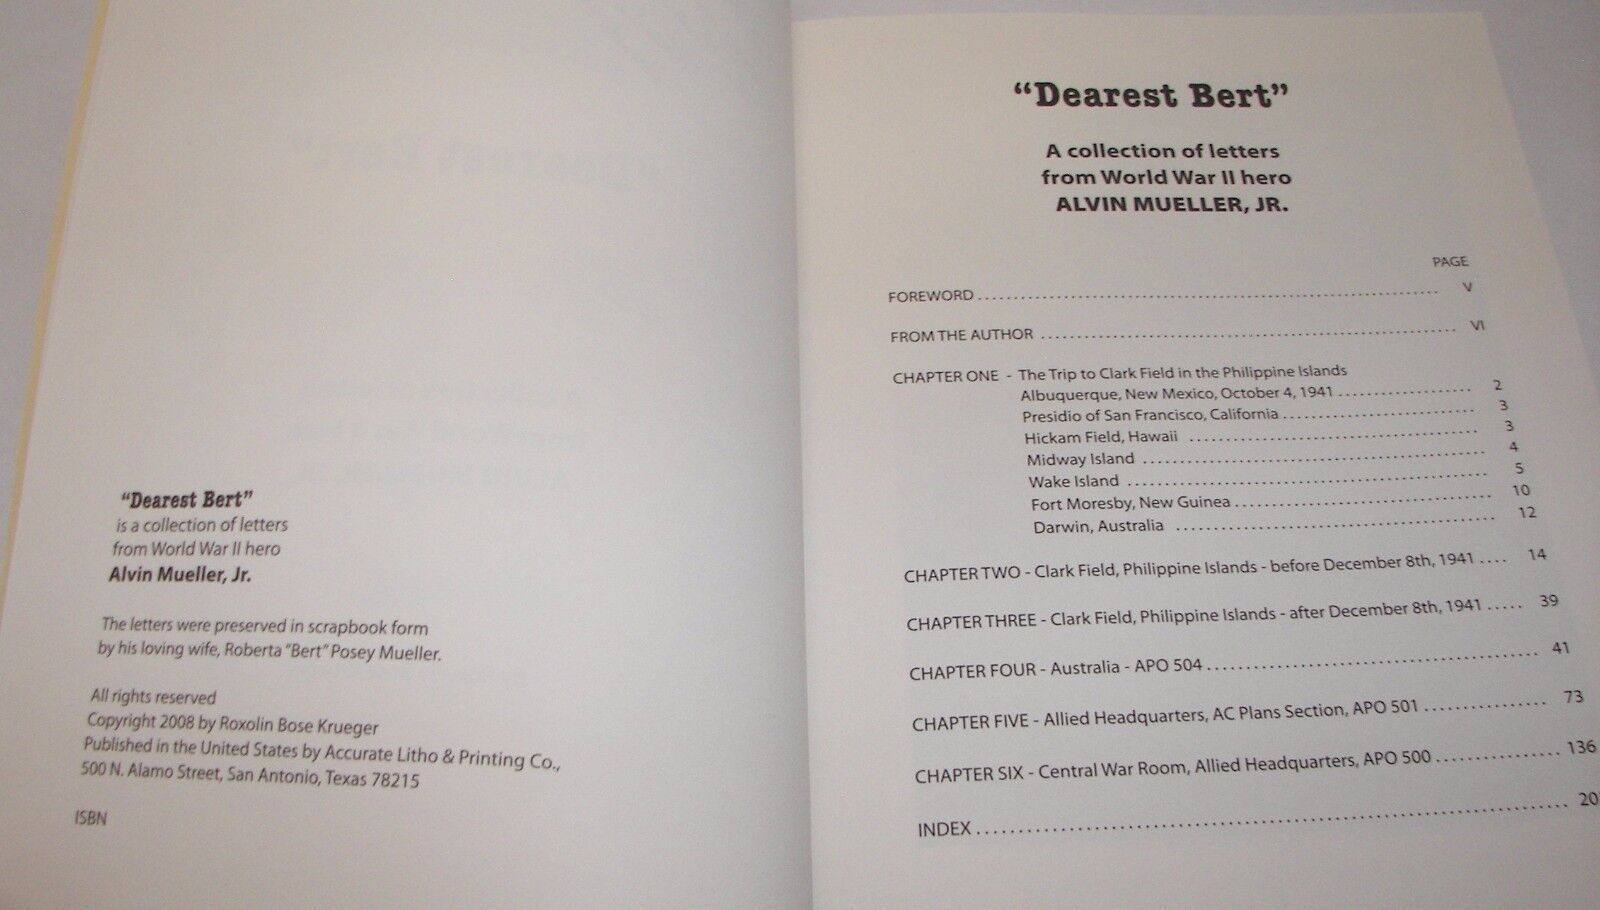 "Dearest Bert"
is a collection of letters
from World War II hero
Alvin Mueller, Jr.
The letters were preserved in scrapbook form
by his loving wife, Roberta "Bert" Posey Mueller.
All rights reserved
Copyright 2008 by Roxolin Bose Krueger
Published in the United States by Accurate Litho & Printing Co.,
500 N. Alamo Street, San Antonio, Texas 78215
ISBN
"Dearest Bert"
A collection of letters
from World War II hero
ALVIN MUELLER, JR.
PAGE
FOREWORD ........ V
FROM THE AUTHOR ........ VI
CHAPTER ONE - The Trip to Clark Field in the Philippine Islands
Albuquerque, New Mexico, October 4, 1941 ........ 2
Presidio of San Francisco, California ........ 3
Hickam Field, Hawaii ........ 3
Midway Island ........ 4
Wake Island ........ 5
Fort Moresby, New Guinea ........ 10
Darwin, Australia ........ 12
CHAPTER TWO - Clark Field, Philippine Islands - before December 8th, 1941 .... 14
CHAPTER THREE - Clark Field, Philippine Islands - after December 8th, 1941 ..... 39
CHAPTER FOUR - Australia - APO 504 ........ 41
CHAPTER FIVE - Allied Headquarters, AC Plans Section, APO 501 ........ 73
CHAPTER SIX - Central War Room, Allied Headquarters, APO 500 ........ 136
INDEX ........ 20